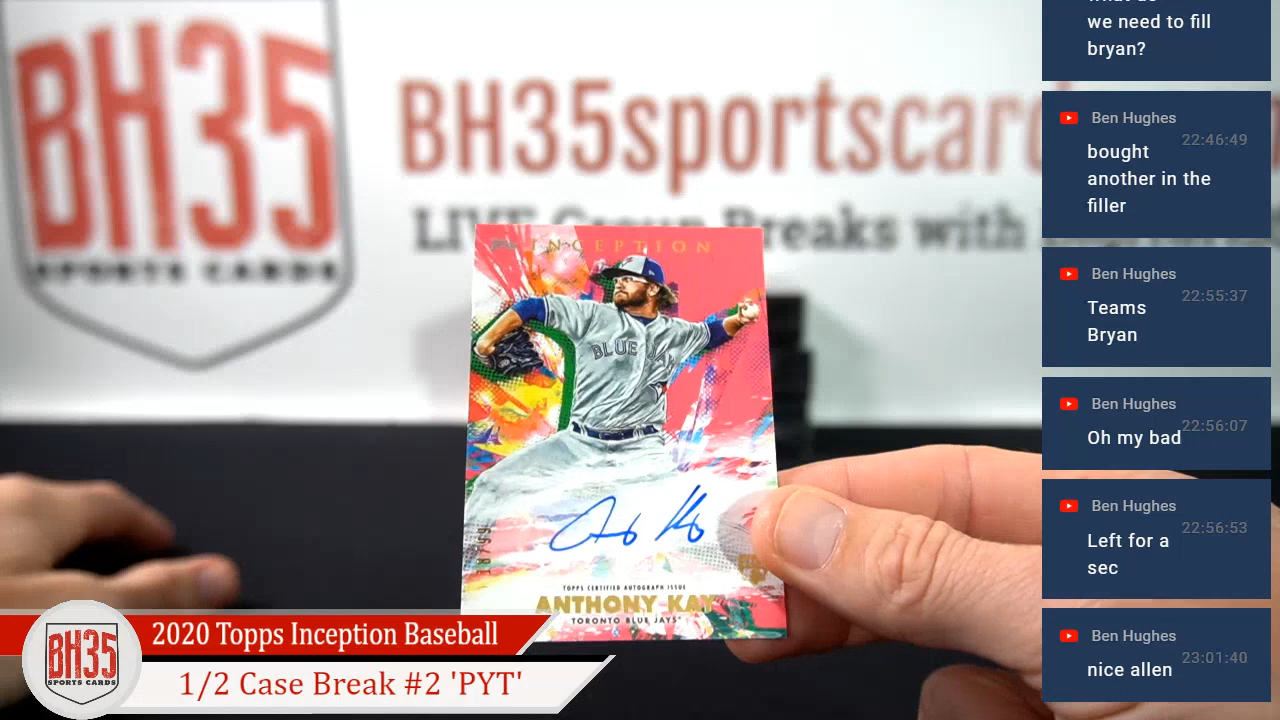 BH35
SPORTS CARDS
BH35sportscard
LIVE Group Breaks with
INCEPTION
BLUE JAY
TOPPS CERTIFIED AUTOGRAPH ISSUE
ANTHONY KAY
TORONTO BLUE JAYS
BH35
SPORTS CARDS
2020 Topps Inception Baseball
1/2 Case Break #2 'PYT'
we need to fill
bryan?
Ben Hughes
22:46:49
bought
another in the
filler
Ben Hughes
22:55:37
Teams
Bryan
Ben Hughes
22:56:07
Oh my bad
Ben Hughes
22:56:53
Left for a
sec
Ben Hughes
23:01:40
nice allen